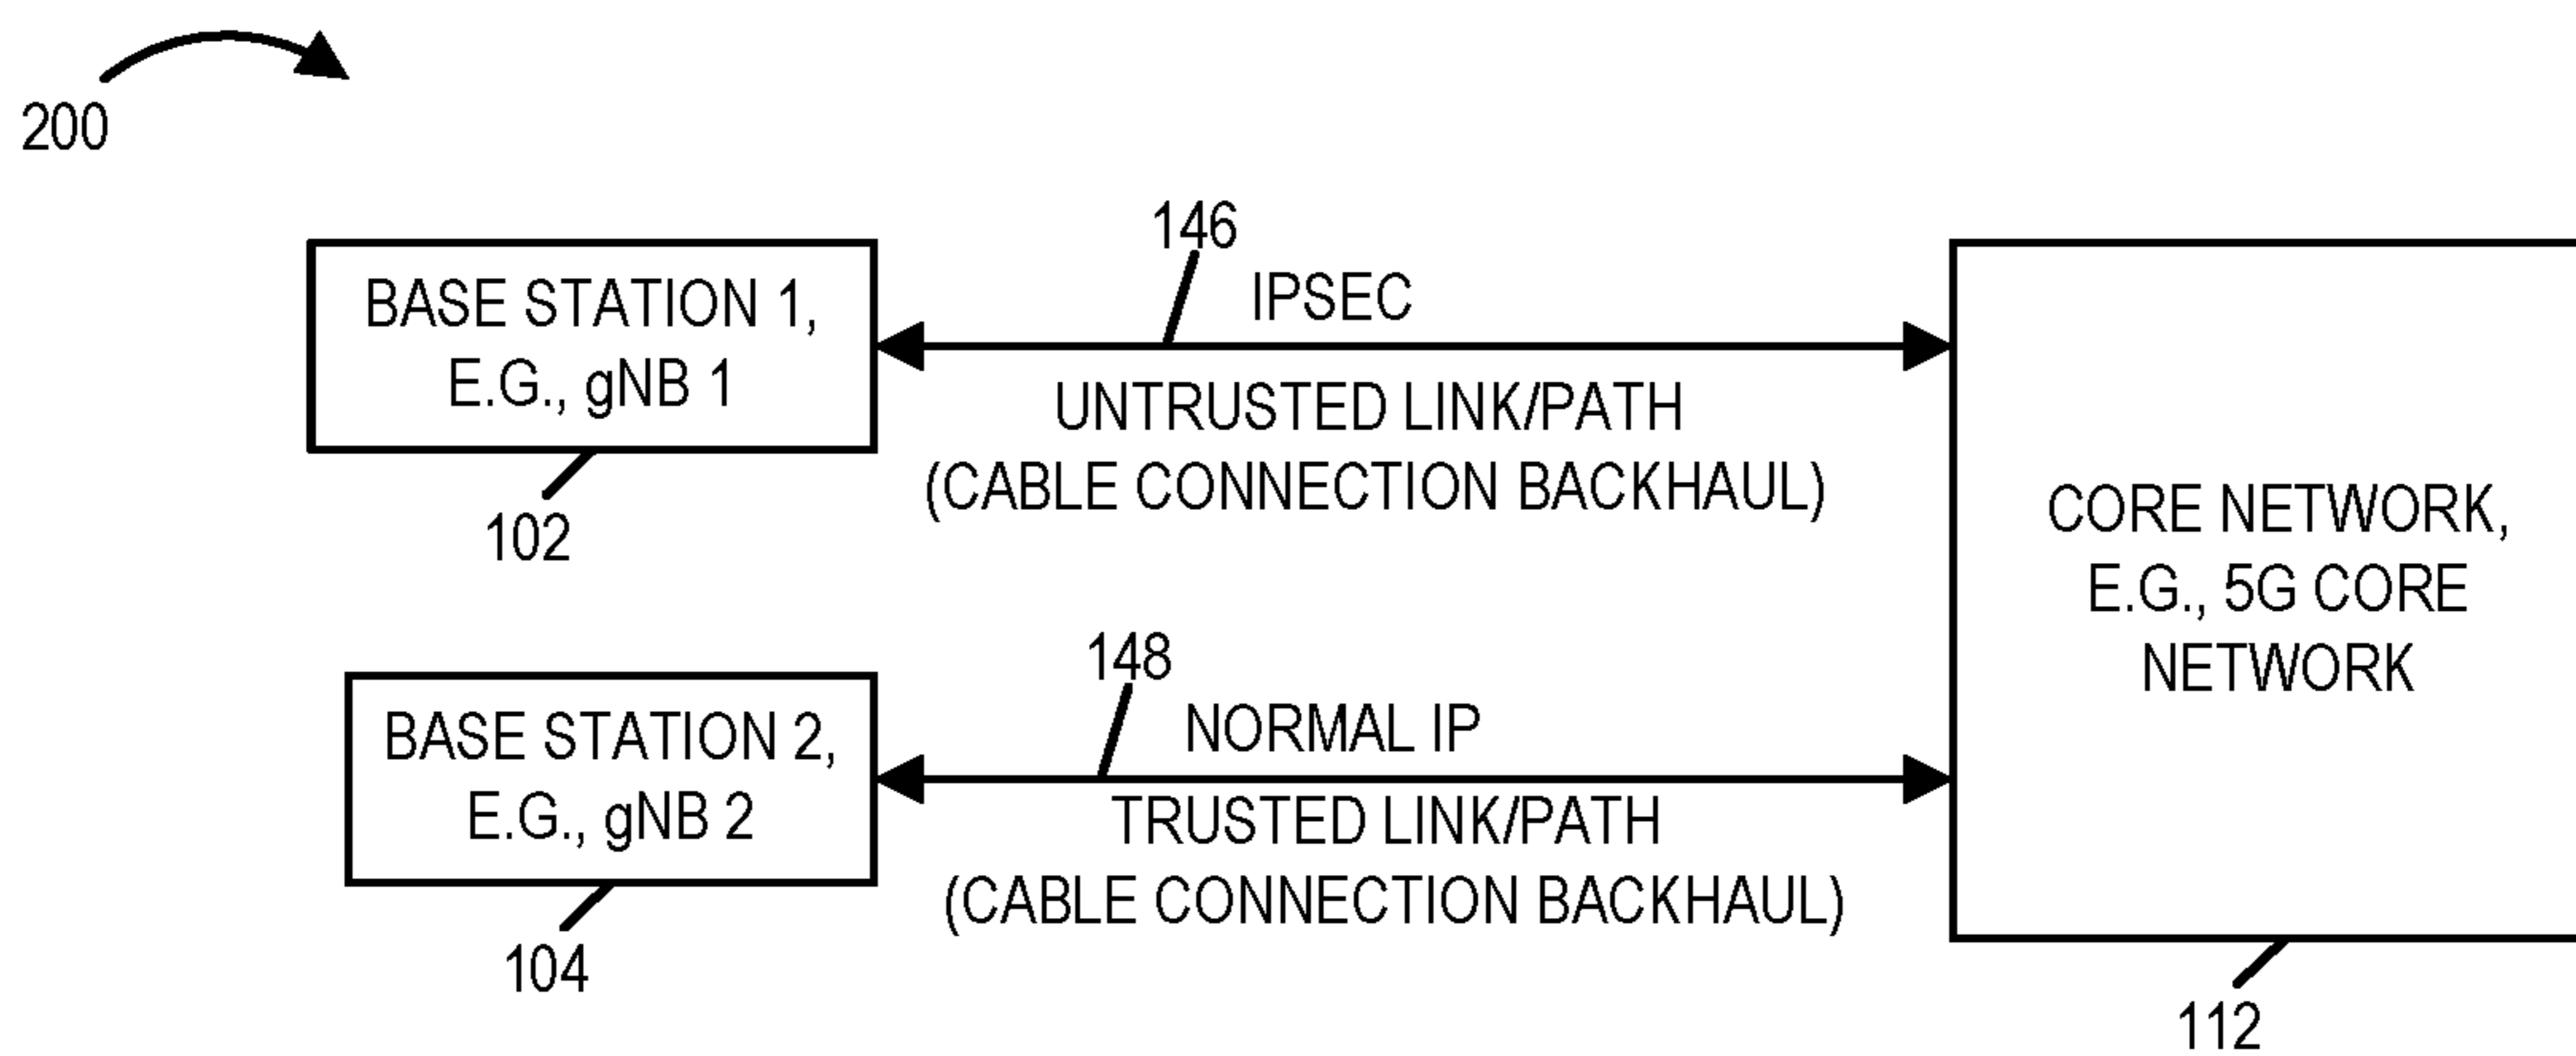 200
146
IPSEC
BASE STATION 1,
E.G., gNB 1
UNTRUSTED LINK/PATH
(CABLE CONNECTION BACKHAUL)
102
CORE NETWORK,
E.G., 5G CORE
NETWORK
148
NORMAL IP
BASE STATION 2,
E.G., gNB 2
TRUSTED LINK/PATH
(CABLE CONNECTION BACKHAUL)
104
112